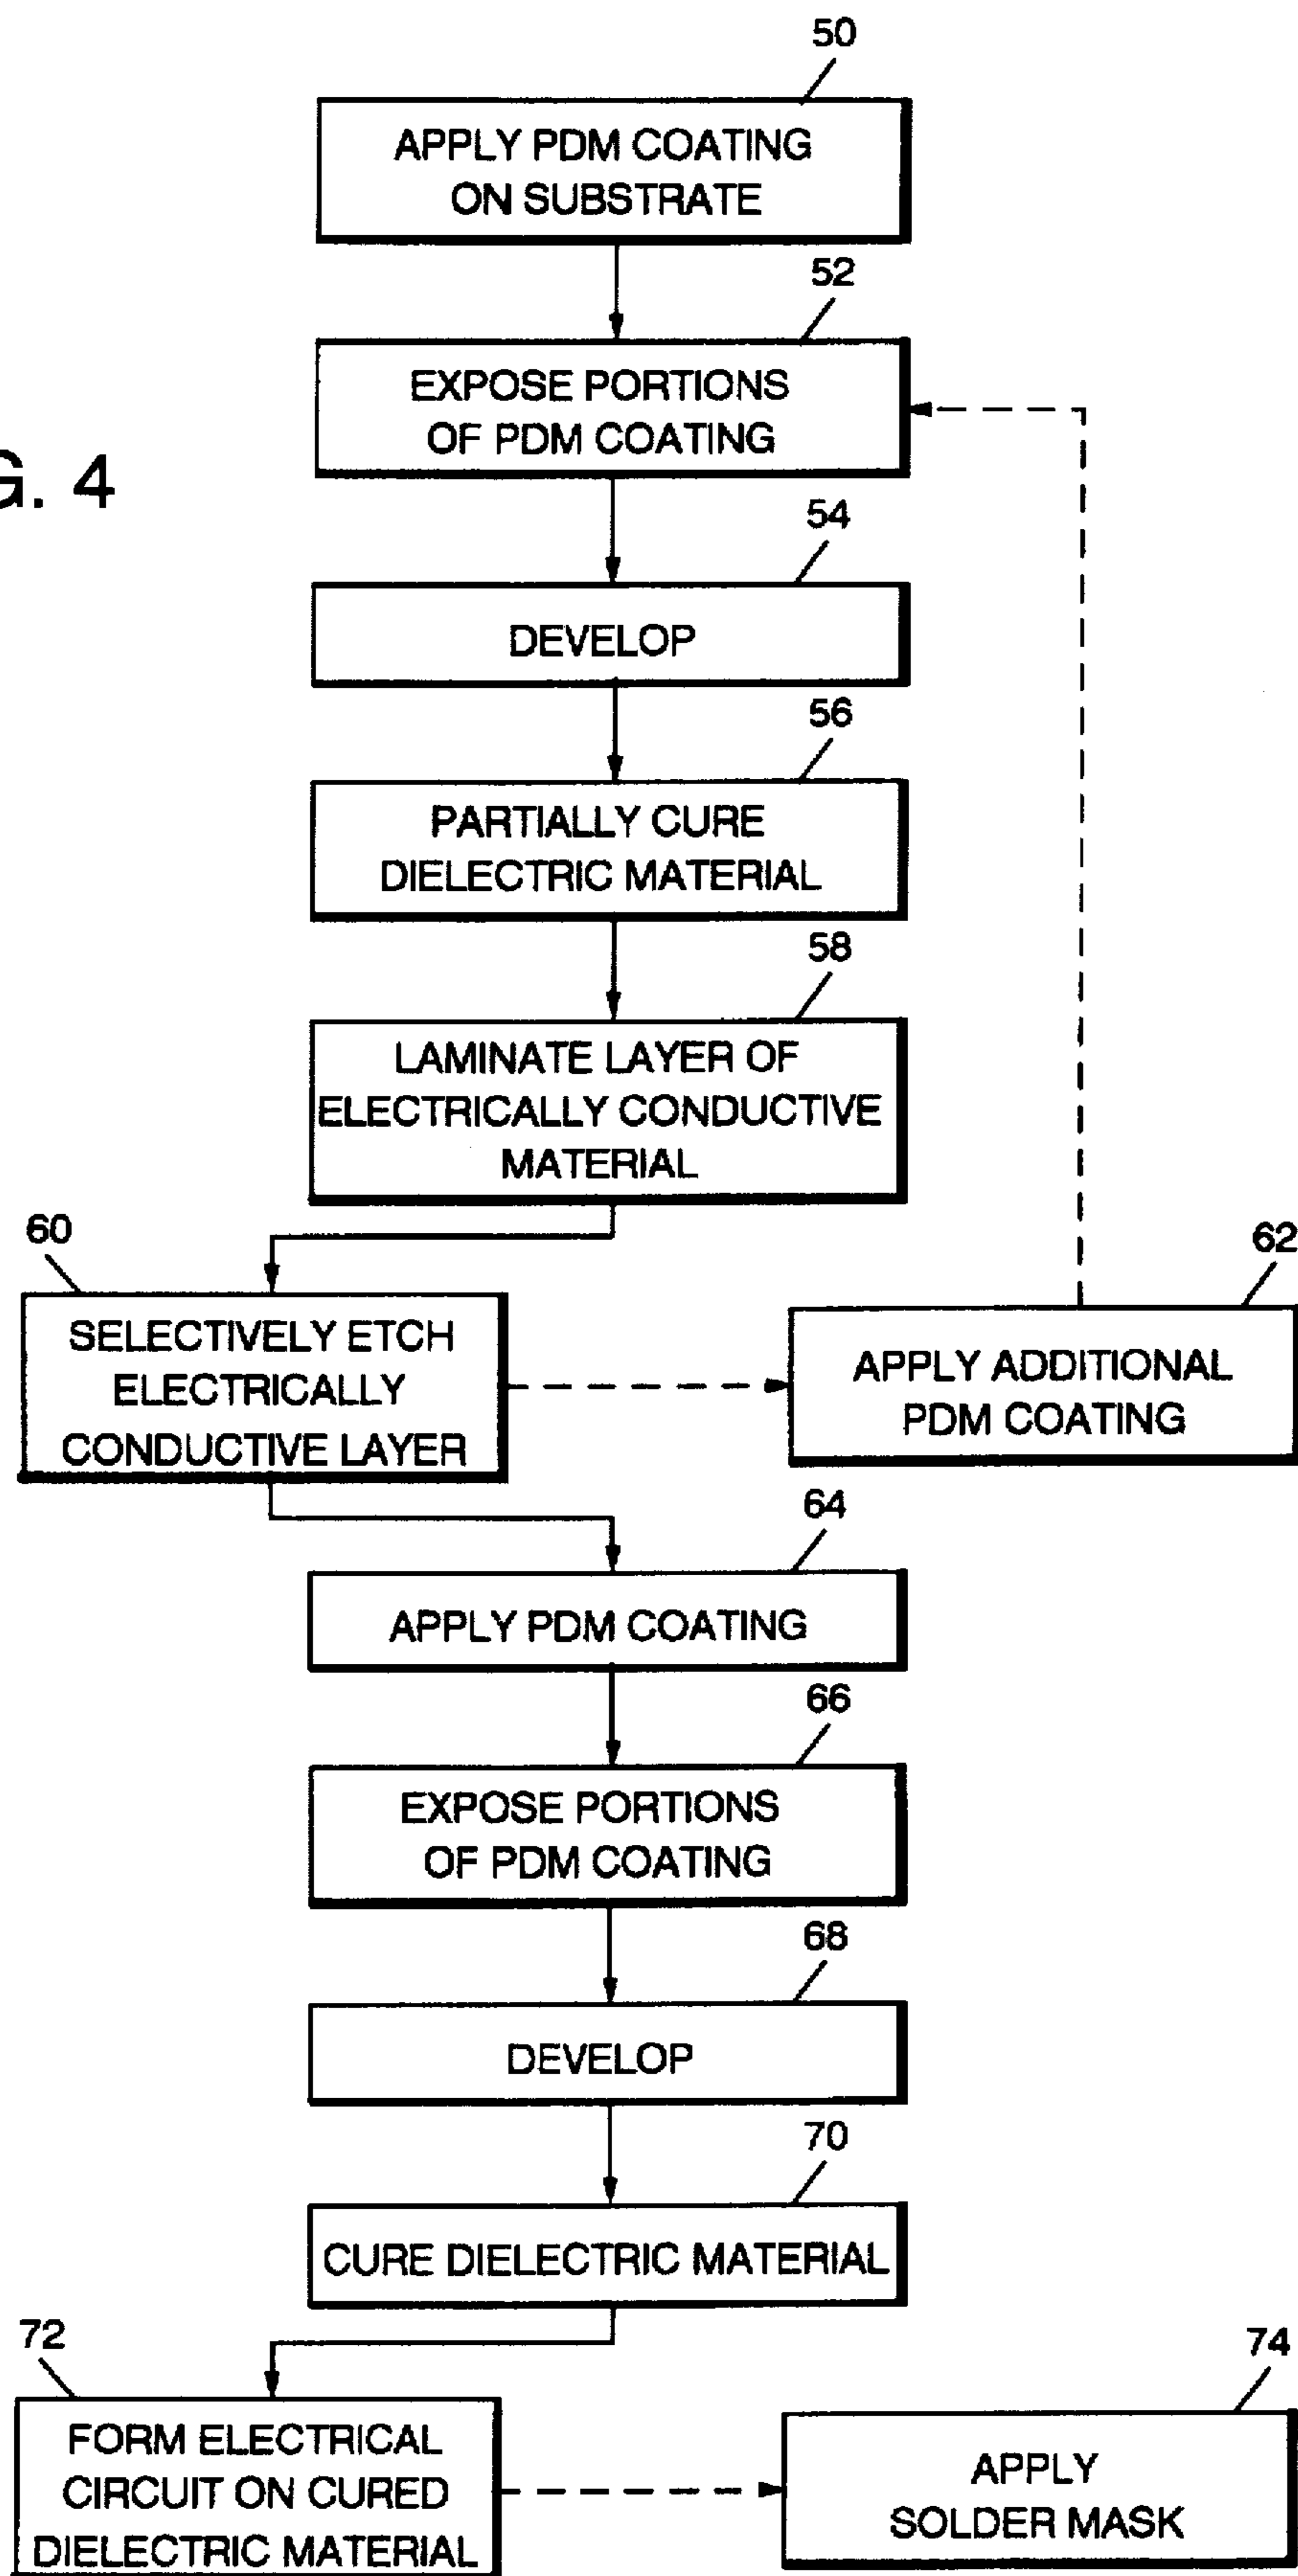 50
APPLY PDM COATING
ON SUBSTRATE
52
EXPOSE PORTIONS
OF PDM COATING
G. 4
54
DEVELOP
56
PARTIALLY CURE
DIELECTRIC MATERIAL
58
LAMINATE LAYER OF
ELECTRICALLY CONDUCTIVE
MATERIAL
60
SELECTIVELY ETCH
ELECTRICALLY
CONDUCTIVE LAYER
62
APPLY ADDITIONAL
PDM COATING
64
APPLY PDM COATING
66
EXPOSE PORTIONS
OF PDM COATING
68
DEVELOP
70
CURE DIELECTRIC MATERIAL
72
FORM ELECTRICAL
CIRCUIT ON CURED
DIELECTRIC MATERIAL
74
APPLY
SOLDER MASK